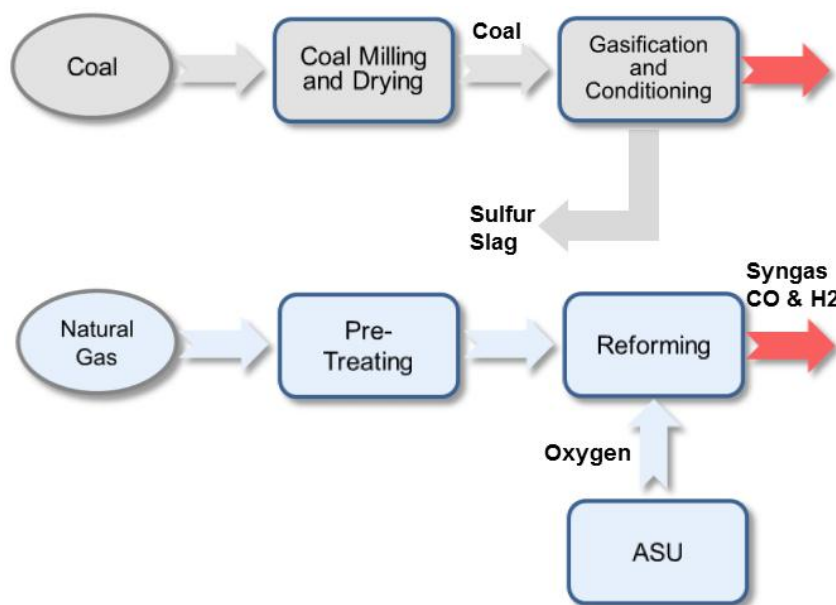 Coal
Coal Milling
and Drying
Coal
Gasification
and
Conditioning
Sulfur
Slag
Natural
Gas
Pre-
Treating
Reforming
Syngas
CO & H2
Oxygen
ASU